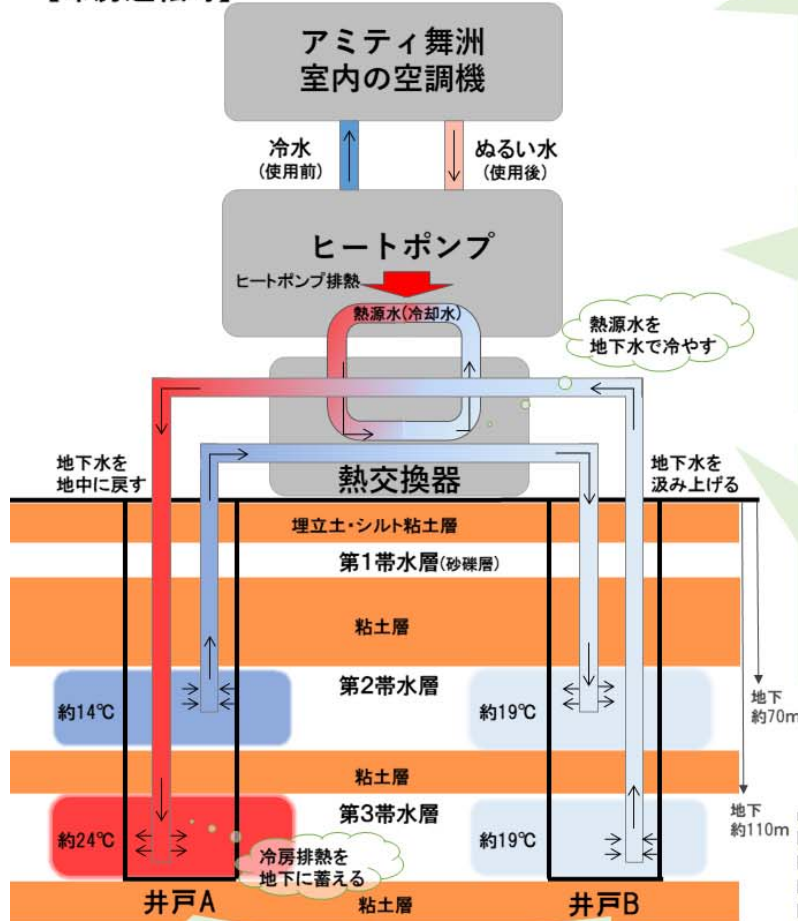 アミティ舞洲
室内の空調機
冷水
(使用前)
ぬるい水
(使用後)
ヒートポンプ
ヒートポンプ排熱
熱源水(冷却水)
熱源水を
地下水で冷やす
地下水を
地中に戻す
熱交換器
地下水を
汲み上げる
埋立土・シルト粘土層
第1帯水層(砂礫層)
粘土層
第2帯水層
約14℃
約19℃
地下
約70m
粘土層
第3帯水層
地下
約110m
約24℃
約19℃
冷房排熱を
地下に蓄える
井戸A
粘土層
井戸B